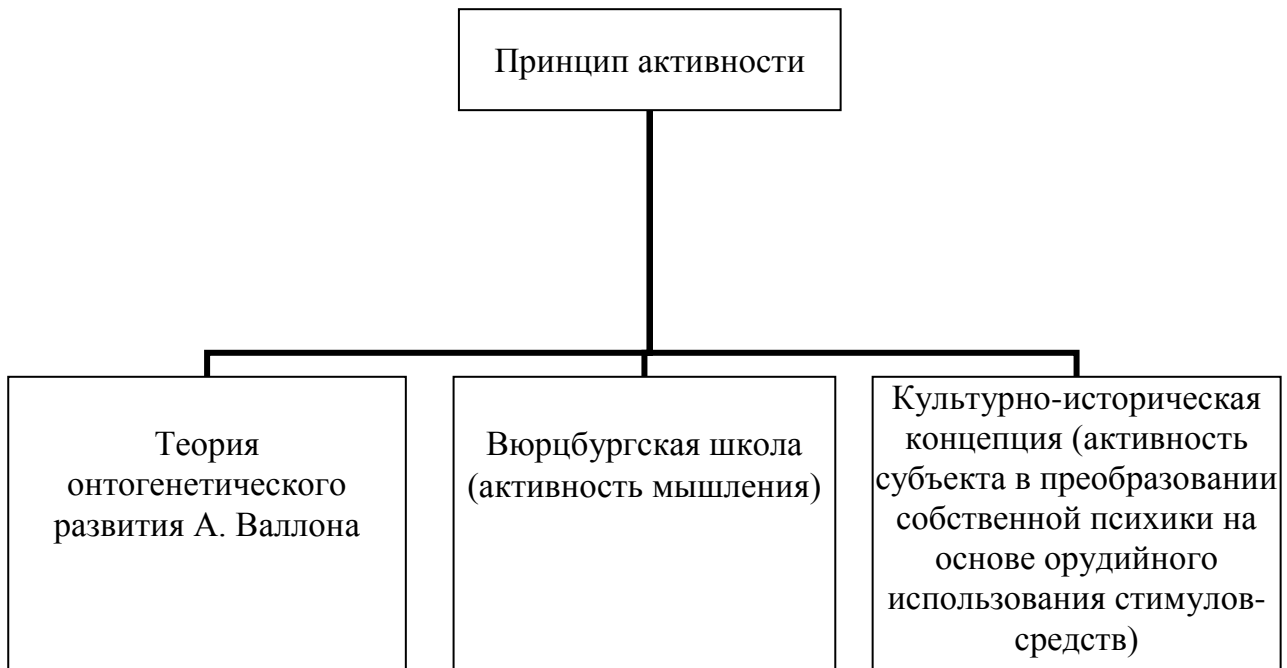 Принцип активности
Теория
онтогенетического
развития А. Валлона
Вюрцбургская школа
(активность мышления)
Культурно-историческая
концепция (активность
субъекта в преобразовании
собственной психики на
основе орудийного
использования стимулов-
средств)